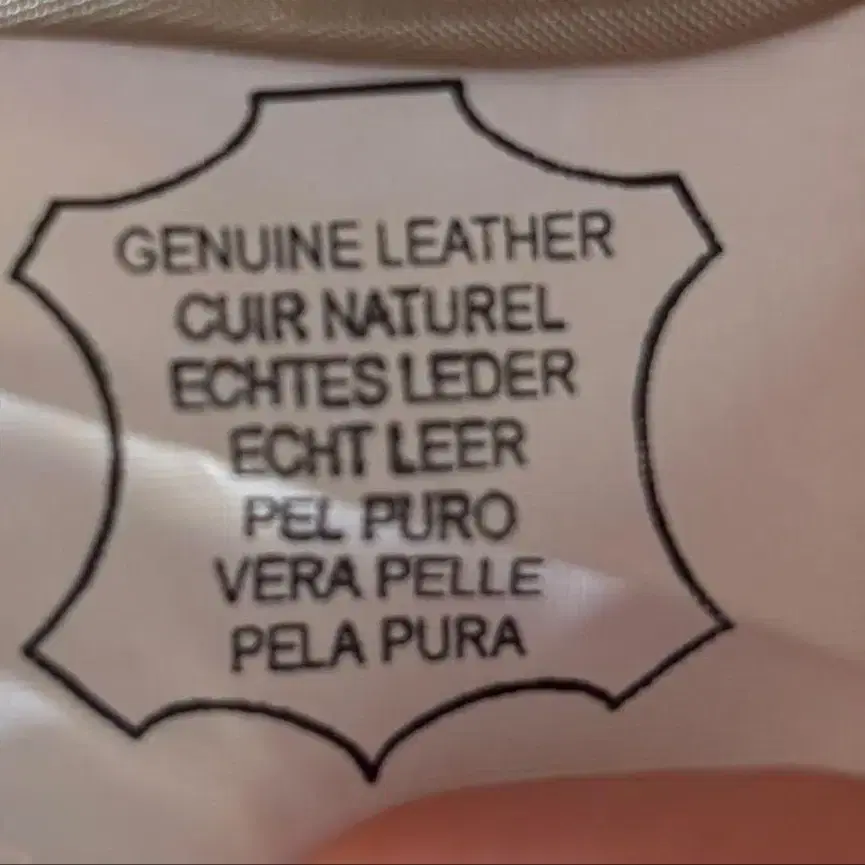 GENUINE LEATHER
CUIR NATUREL
ECHTES LEDER
ECHT LEER
PEL PURO
VERA PELLE
PELA PURA